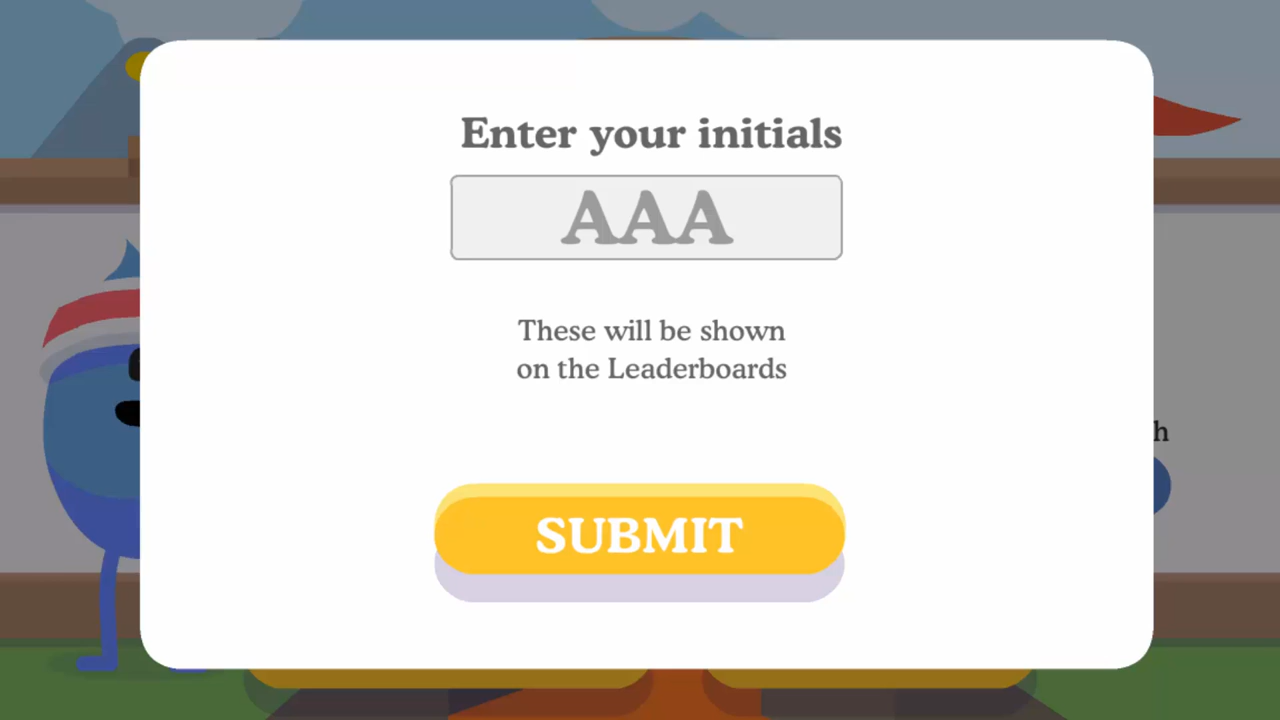 Enter your initials
AAA
These will be shown
on the Leaderboards
h
SUBMIT